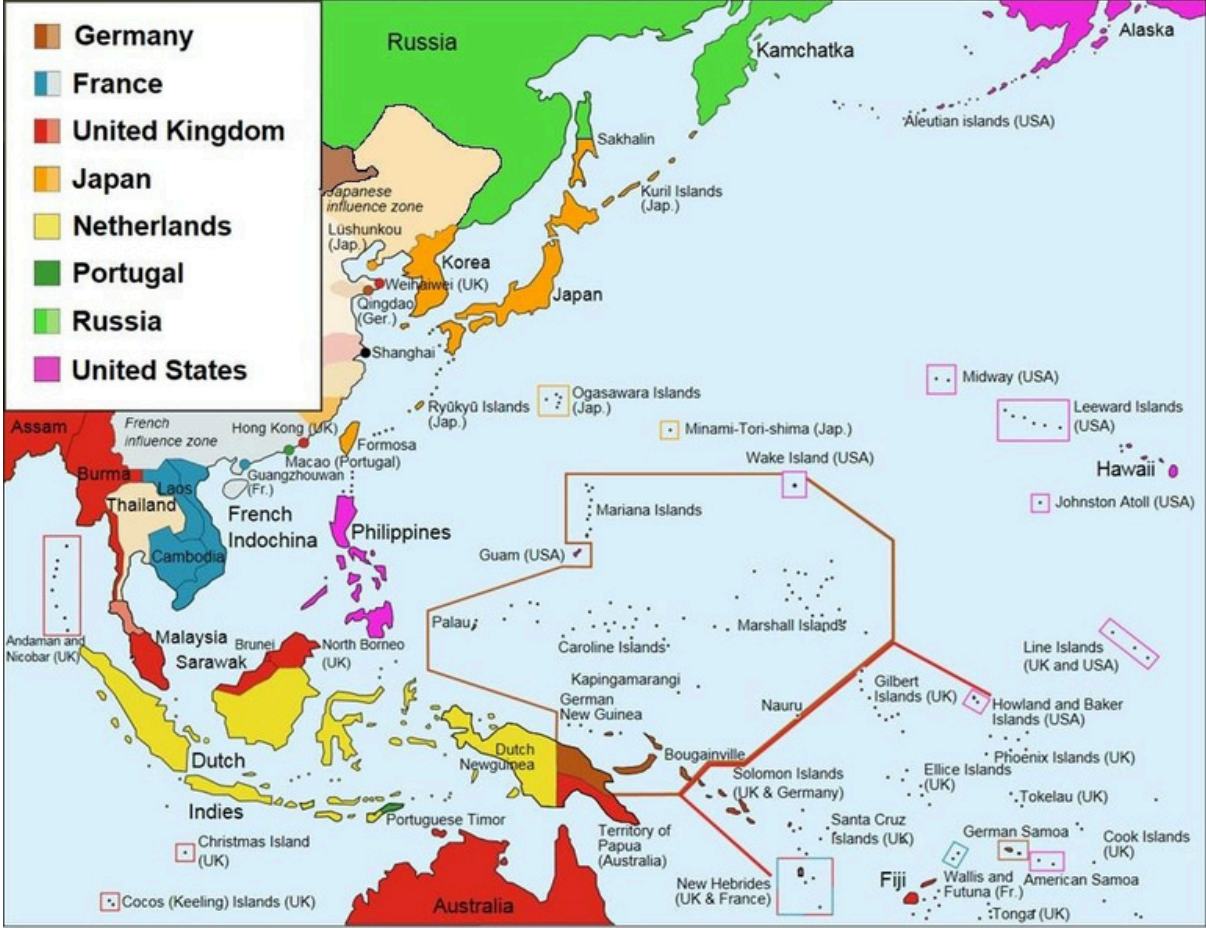 Germany
France
United Kingdom
Japan
Netherlands
Portugal
Russia
United States
Russia
Kamchatka
Alaska
Aleutian islands (USA)
Sakhalin
Kuril Islands
(Jap.)
Japanese
influence zone
Lüshunkou
(Jap.)
Korea
Weihaiwei (UK)
Qingdao
(Ger.)
Japan
Shanghai
Ryūkyū Islands
(Jap.)
Ogasawara Islands
(Jap.)
Minami-Tori-shima (Jap.)
Midway (USA)
Leeward Islands
(USA)
Hawaii
Johnston Atoll (USA)
Wake Island (USA)
Assam
French
influence zone
Hong Kong (UK)
Formosa
Macao (Portugal)
Guangzhouwan
(Fr.)
Burma
Laos
Thailand
French
Indochina
Cambodia
Philippines
Mariana Islands
Guam (USA)
Palau
Caroline Islands
Marshall Islands
Andaman and
Nicobar (UK)
Malaysia
Sarawak
Brunei
North Borneo
(UK)
Kapingamarangi
German
New Guinea
Nauru
Gilbert
Islands (UK)
Line Islands
(UK and USA)
Howland and Baker
Islands (USA)
Phoenix Islands (UK)
Dutch
Indies
Dutch
Newguinea
Bougainville
Solomon Islands
(UK & Germany)
Ellice Islands
(UK)
Tokelau (UK)
Portuguese Timor
Territory of
Papua
(Australia)
Santa Cruz
Islands (UK)
German Samoa
Cook Islands
(UK)
Christmas Island
(UK)
Cocos (Keeling) Islands (UK)
Australia
New Hebrides
(UK & France)
Fiji
Wallis and
Futuna (Fr.)
American Samoa
Tonga (UK)